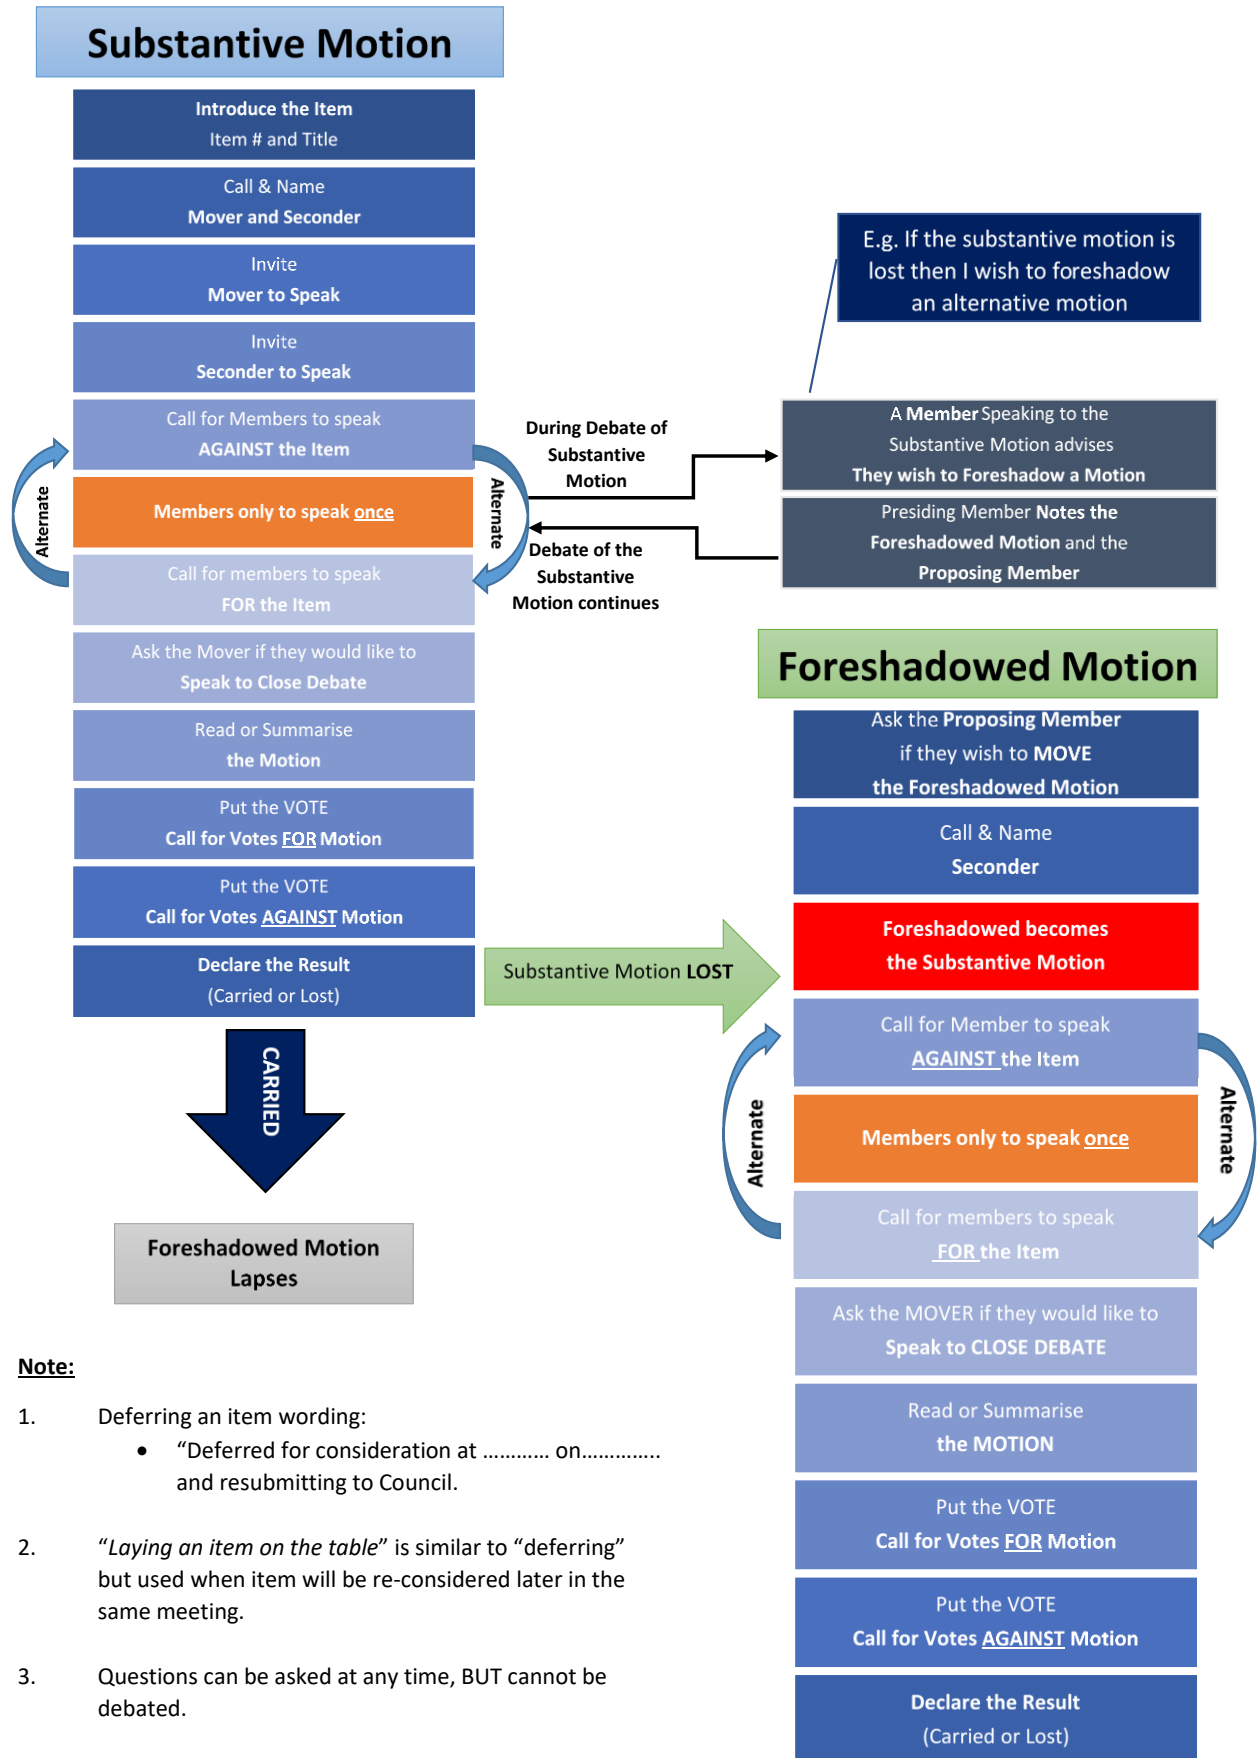 Substantive Motion
Introduce the Item
Item # and Title
Call & Name
Mover and Seconder
Invite
Mover to Speak
Invite
Seconder to Speak
Call for Members to speak
AGAINST the Item
Members only to speak once
Call for members to speak
FOR the Item
Alternate
Alternate
Ask the Mover if they would like to
Speak to Close Debate
Read or Summarise
the Motion
Put the VOTE
Call for Votes FOR Motion
Put the VOTE
Call for Votes AGAINST Motion
Declare the Result
(Carried or Lost)
During Debate of
Substantive
Motion
Debate of the
Substantive
Motion continues
E.g. If the substantive motion is
lost then I wish to foreshadow
an alternative motion
A Member Speaking to the
Substantive Motion advises
They wish to Foreshadow a Motion
Presiding Member Notes the
Foreshadowed Motion and the
Proposing Member
CARRIED
Foreshadowed Motion
Lapses
Substantive Motion LOST
Foreshadowed Motion
Ask the Proposing Member
if they wish to MOVE
the Foreshadowed Motion
Call & Name
Seconder
Foreshadowed becomes
the Substantive Motion
Call for Member to speak
AGAINST the Item
Members only to speak once
Call for members to speak
FOR the Item
Alternate
Alternate
Ask the MOVER if they would like to
Speak to CLOSE DEBATE
Read or Summarise
the MOTION
Put the VOTE
Call for Votes FOR Motion
Put the VOTE
Call for Votes AGAINST Motion
Declare the Result
(Carried or Lost)
Note:
1. Deferring an item wording:
• “Deferred for consideration at ………… on…………..
and resubmitting to Council.
2. “Laying an item on the table” is similar to “deferring”
but used when item will be re-considered later in the
same meeting.
3. Questions can be asked at any time, BUT cannot be
debated.